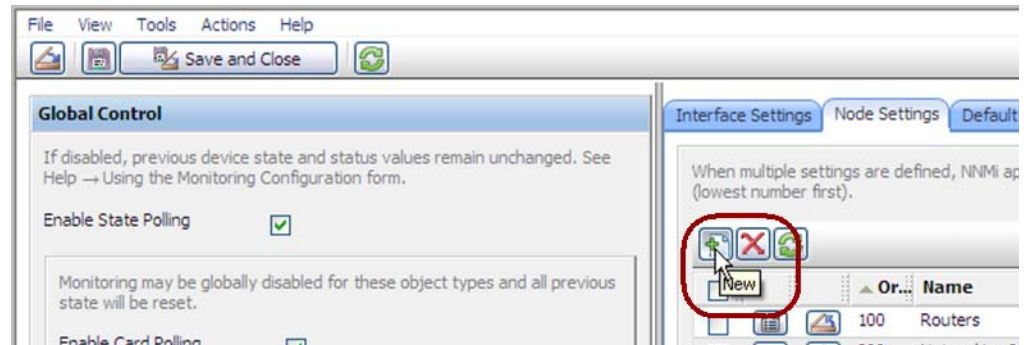 File View Tools Actions Help
Save and Close
Global Control
If disabled, previous device state and status values remain unchanged. See
Help → Using the Monitoring Configuration form.
Enable State Polling
Monitoring may be globally disabled for these object types and all previous
state will be reset.
Enable Card Polling
Interface Settings Node Settings Default
When multiple settings are defined, NNMi ap
(lowest number first).
New
Or... Name
100 Routers